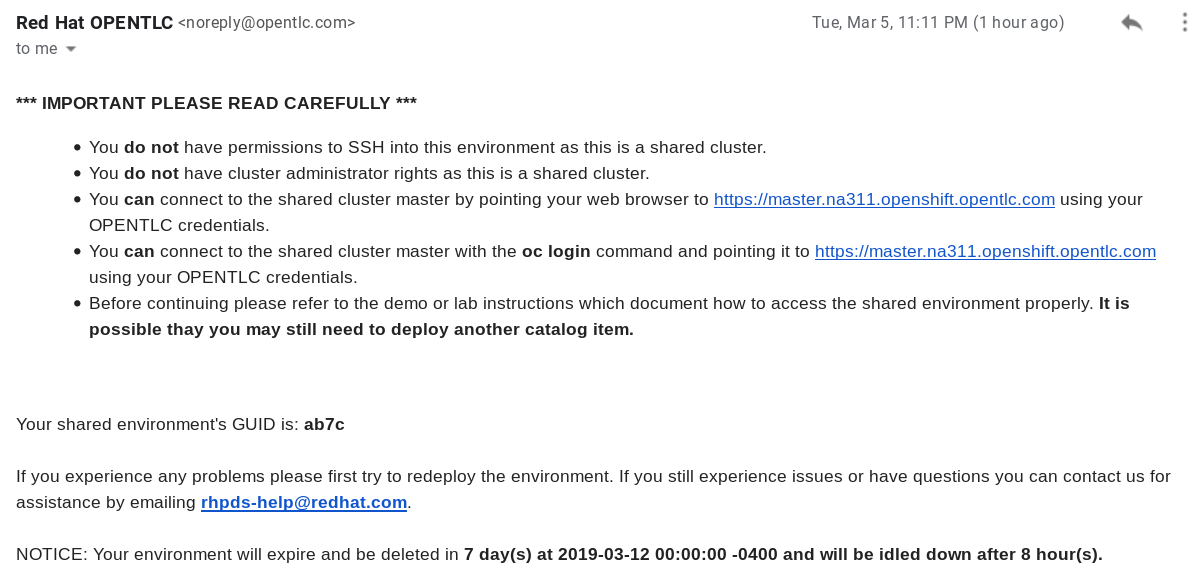 Red Hat OPENTLC <noreply@opentlc.com> Tue, Mar 5, 11:11 PM (1 hour ago)
to me
*** IMPORTANT PLEASE READ CAREFULLY ***
• You do not have permissions to SSH into this environment as this is a shared cluster.
• You do not have cluster administrator rights as this is a shared cluster.
• You can connect to the shared cluster master by pointing your web browser to https://master.na311.openshift.opentlc.com using your
OPENTLC credentials.
• You can connect to the shared cluster master with the oc login command and pointing it to https://master.na311.openshift.opentlc.com
using your OPENTLC credentials.
• Before continuing please refer to the demo or lab instructions which document how to access the shared environment properly. It is
possible thay you may still need to deploy another catalog item.
Your shared environment's GUID is: ab7c
If you experience any problems please first try to redeploy the environment. If you still experience issues or have questions you can contact us for
assistance by emailing rhpds-help@redhat.com.
NOTICE: Your environment will expire and be deleted in 7 day(s) at 2019-03-12 00:00:00 -0400 and will be idled down after 8 hour(s).